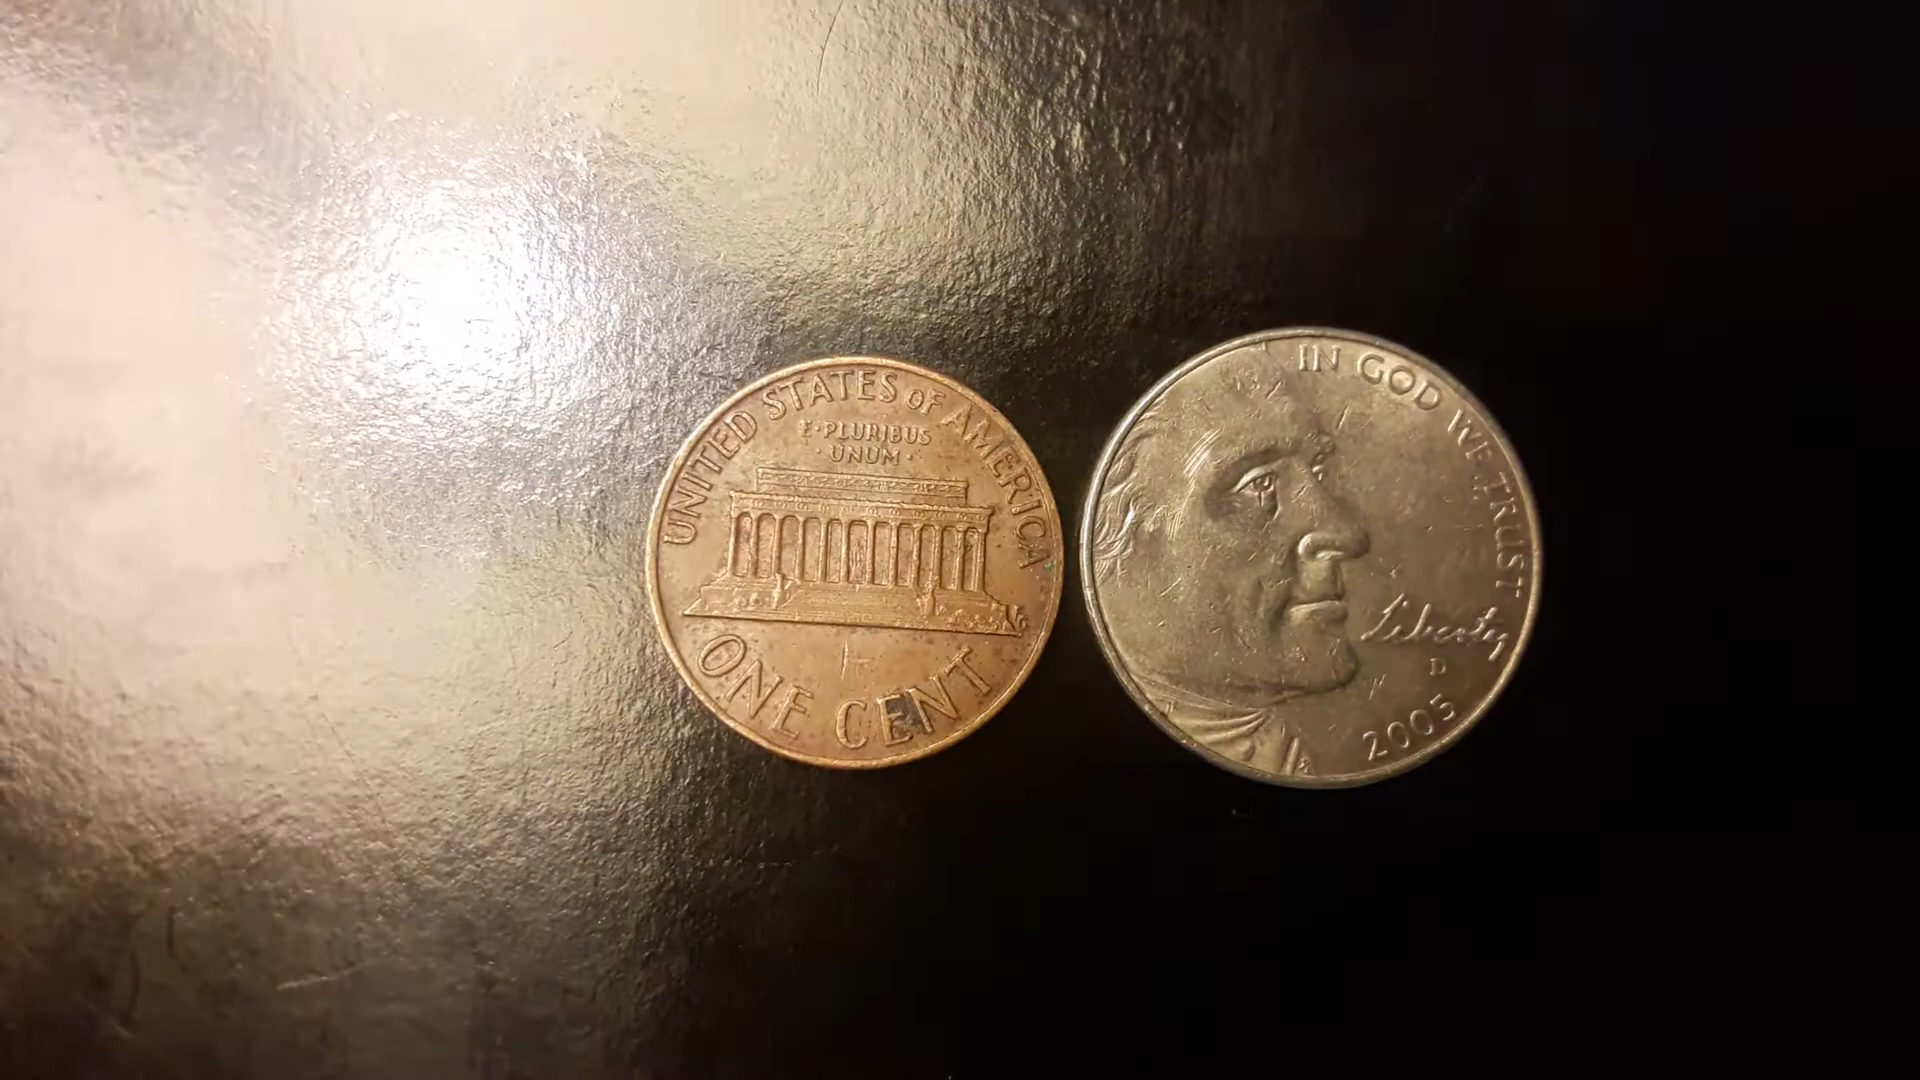 UNITED STATES OF AMERICA
E·PLURIBUS
·UNUM·
ONE CENT
IN GOD WE TRUST
Liberty
D
2005